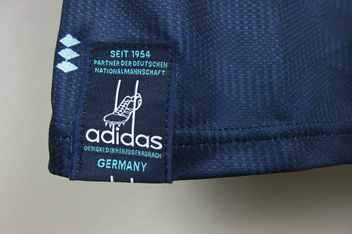 SEIT 1954
PARTNER DER DEUTSCHEN
NATIONALMANNSCHAFT
adidas
DESIGNED IN HERZOGENAURACH
GERMANY